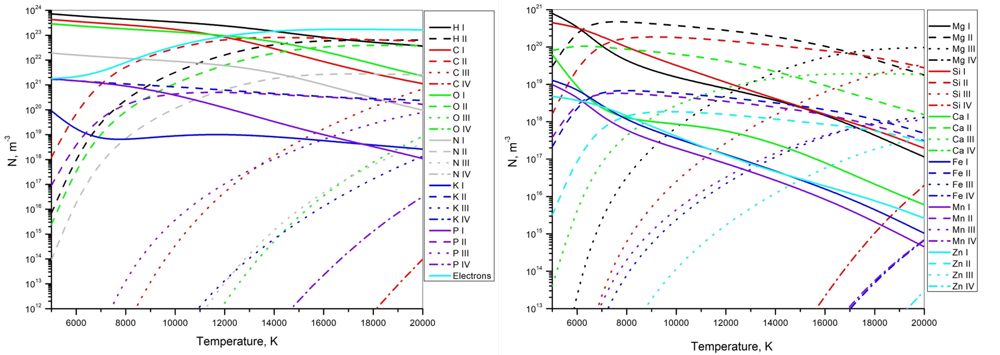 10^24
10^23
10^22
10^21
10^20
10^19
10^18
10^17
10^16
10^15
10^14
10^13
10^12
N, m^-3
6000 8000 10000 12000 14000 16000 18000 20000
Temperature, K
H I
H II
C I
C II
C III
C IV
O I
O II
O III
O IV
N I
N II
N III
N IV
K I
K II
K III
K IV
P I
P II
P III
P IV
Electrons
10^21
10^20
10^19
10^18
10^17
10^16
10^15
10^14
10^13
N, m^-3
6000 8000 10000 12000 14000 16000 18000 20000
Temperature, K
Mg I
Mg II
Mg III
Mg IV
Si I
Si II
Si III
Si IV
Ca I
Ca II
Ca III
Ca IV
Fe I
Fe II
Fe III
Fe IV
Mn I
Mn II
Mn III
Mn IV
Zn I
Zn II
Zn III
Zn IV